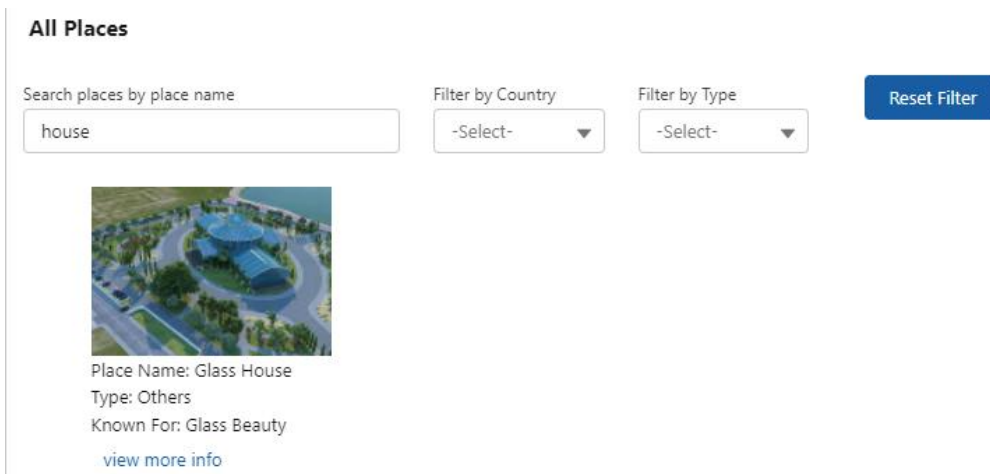 All Places
Search places by place name
Filter by Country
Filter by Type
Reset Filter
house
-Select-
-Select-
Place Name: Glass House
Type: Others
Known For: Glass Beauty
view more info